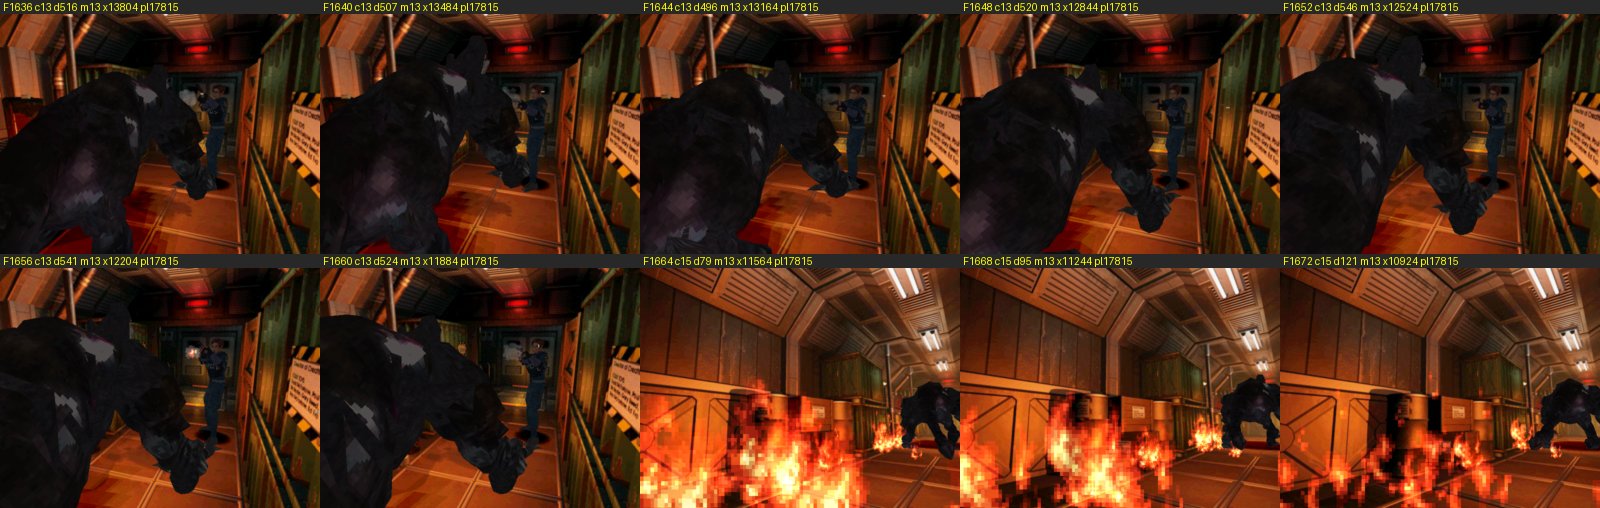 F1636 c13 d516 m13 x13804 pl17815
F1640 c13 d507 m13 x13484 pl17815
F1644 c13 d496 m13 x13164 pl17815
F1648 c13 d520 m13 x12844 pl17815
F1652 c13 d546 m13 x12524 pl17815
F1656 c13 d541 m13 x12204 pl17815
F1660 c13 d524 m13 x11884 pl17815
F1664 c15 d79 m13 x11564 pl17815
F1668 c15 d95 m13 x11244 pl17815
F1672 c15 d121 m13 x10924 pl17815